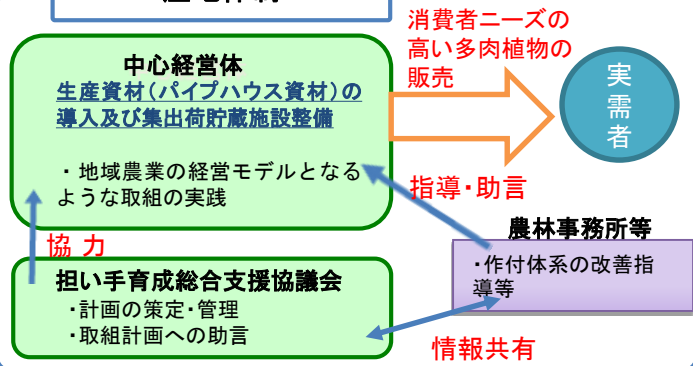 消費者ニーズの
高い多肉植物の
販売
実
需
者
中心経営体
生産資材(パイプハウス資材)の
導入及び集出荷貯蔵施設整備
・地域農業の経営モデルとなる
ような取組の実践
指導・助言
農林事務所等
・作付体系の改善指
導等
協 力
担い手育成総合支援協議会
・計画の策定・管理
・取組計画への助言
情報共有